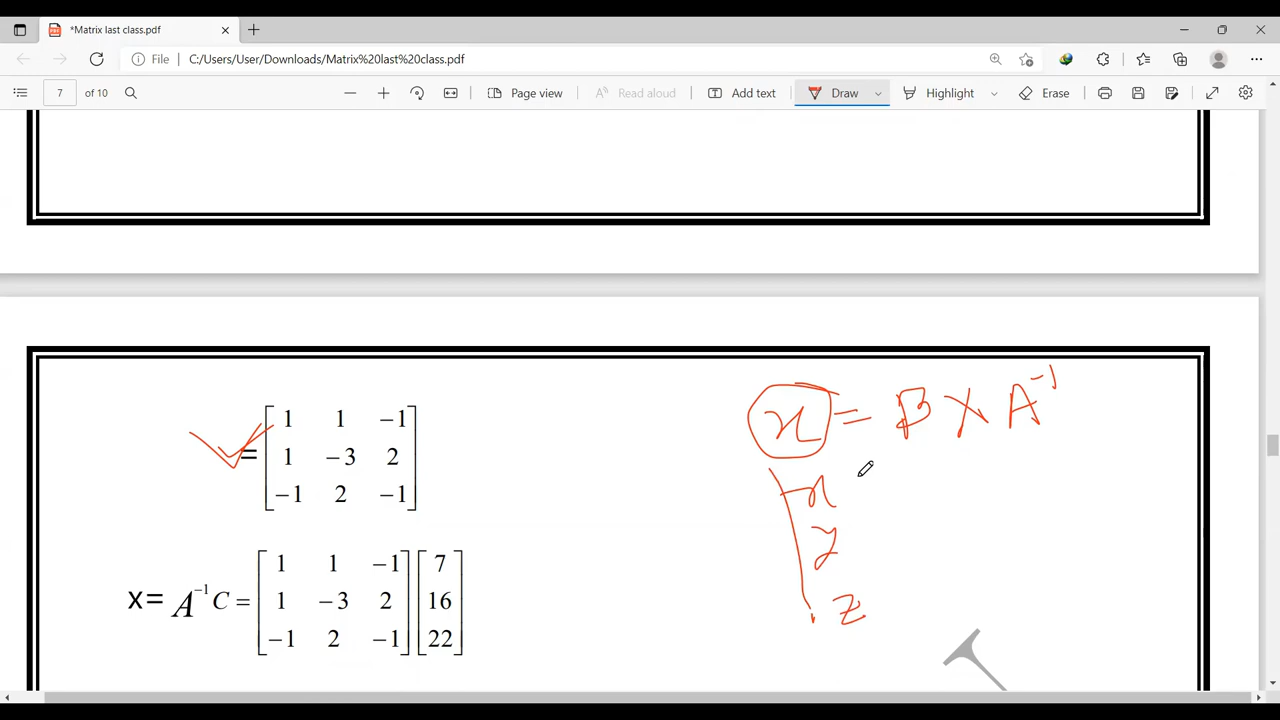 *Matrix last class.pdf
File C:/Users/User/Downloads/Matrix%20last%20class.pdf
7 of 10 Page view Read aloud Add text Draw Highlight Erase
= [1 1 −1
1 −3 2
−1 2 −1]
x = B X A⁻¹
x
y
z
X= A⁻¹ C = [1 1 −1
1 −3 2
−1 2 −1] [7
16
22]